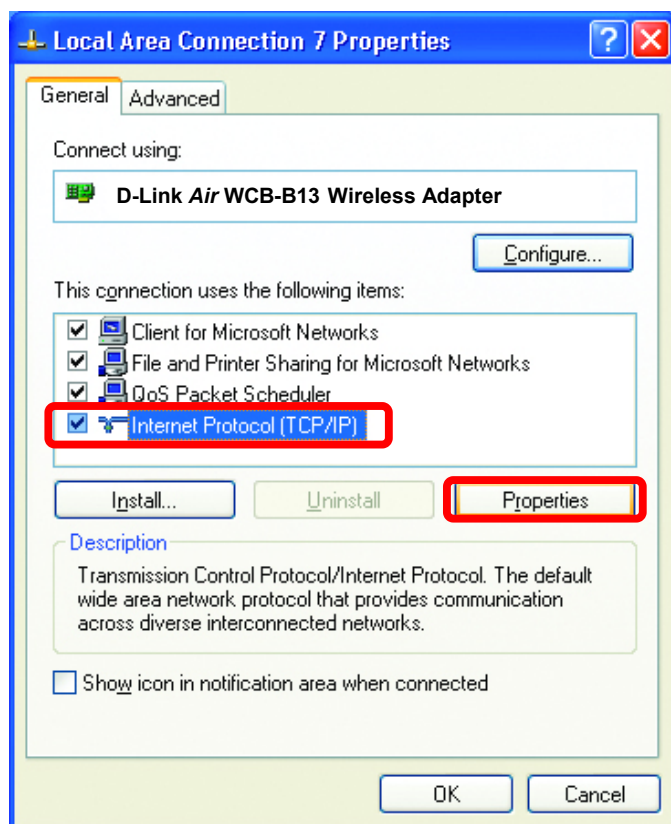 Local Area Connection 7 Properties
General Advanced
Connect using:
D-Link Air WCB-B13 Wireless Adapter
Configure...
This connection uses the following items:
Client for Microsoft Networks
File and Printer Sharing for Microsoft Networks
QoS Packet Scheduler
Internet Protocol (TCP/IP)
Install... Uninstall Properties
Description
Transmission Control Protocol/Internet Protocol. The default
wide area network protocol that provides communication
across diverse interconnected networks.
Show icon in notification area when connected
OK Cancel